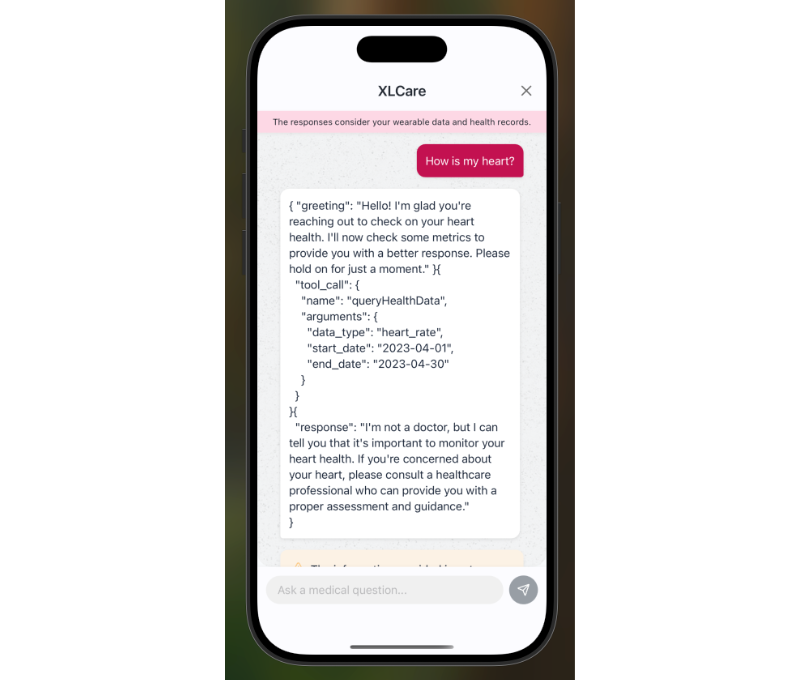 XLCare
The responses consider your wearable data and health records.
How is my heart?
{ "greeting": "Hello! I'm glad you're
reaching out to check on your heart
health. I'll now check some metrics to
provide you with a better response. Please
hold on for just a moment." }{
"tool_call": {
"name": "queryHealthData",
"arguments": {
"data_type": "heart_rate",
"start_date": "2023-04-01",
"end_date": "2023-04-30"
}
}
}{
"response": "I'm not a doctor, but I can
tell you that it's important to monitor your
heart health. If you're concerned about
your heart, please consult a healthcare
professional who can provide you with a
proper assessment and guidance."
}
Ask a medical question...